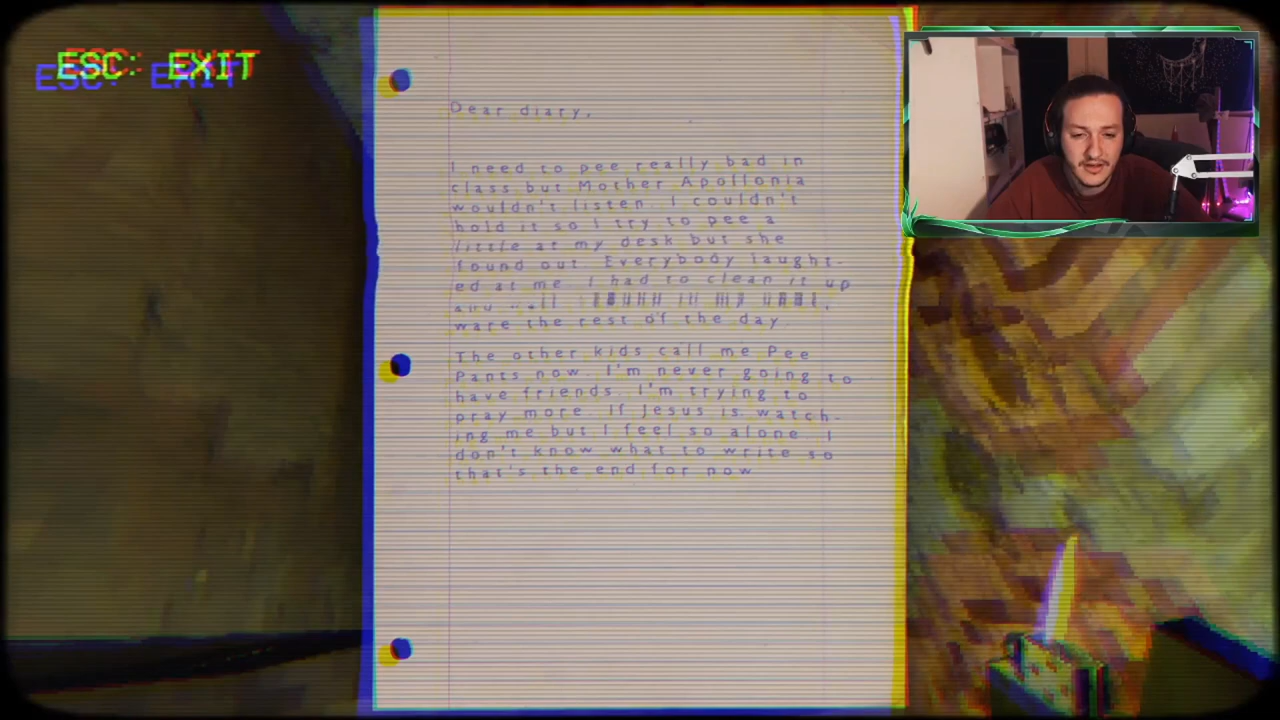 ESC: EXIT
Dear diary,
I need to pee really bad in
class but Mother Apollonia
wouldn't listen. I couldn't
hold it so I try to pee a
little at my desk but she
found out. Everybody laught-
ed at me. I had to clean it up
ware the rest of the day.
The other kids call me Pee
Pants now. I'm never going to
have friends. I'm trying to
pray more. If Jesus is watch-
ing me but I feel so alone. I
don't know what to write so
that's the end for now